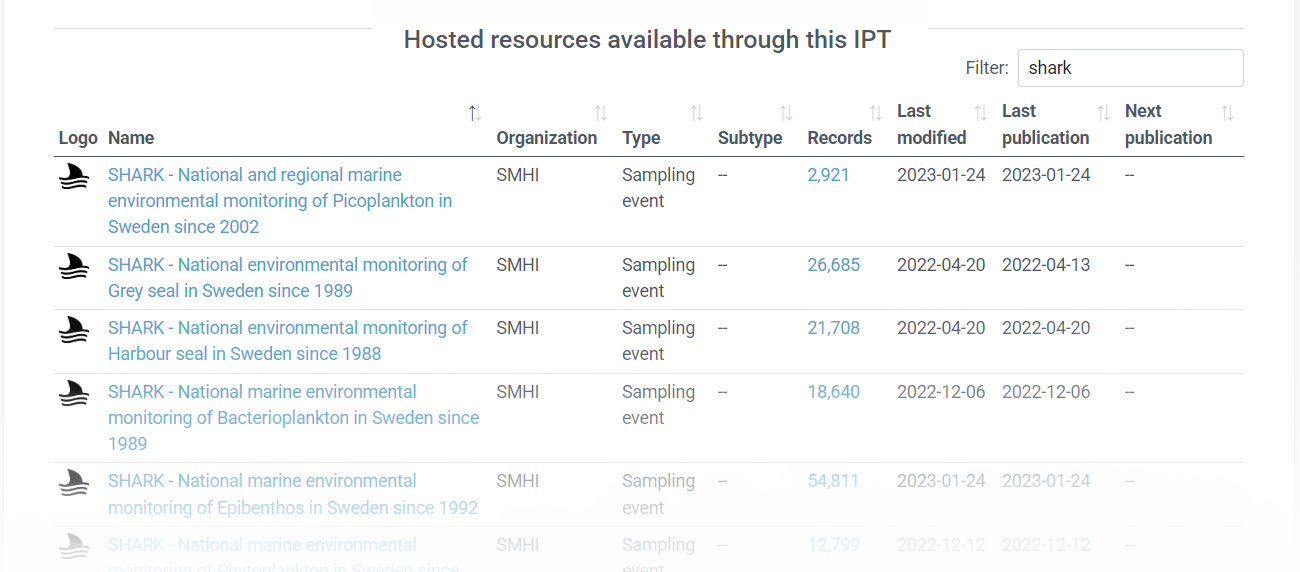 Hosted resources available through this IPT
Filter: shark
Logo Name Organization Type Subtype Records Last modified Last publication Next publication
SHARK - National and regional marine SMHI Sampling -- 2,921 2023-01-24 2023-01-24 --
environmental monitoring of Picoplankton in event
Sweden since 2002
SHARK - National environmental monitoring of SMHI Sampling -- 26,685 2022-04-20 2022-04-13 --
Grey seal in Sweden since 1989 event
SHARK - National environmental monitoring of SMHI Sampling -- 21,708 2022-04-20 2022-04-20 --
Harbour seal in Sweden since 1988 event
SHARK - National marine environmental SMHI Sampling -- 18,640 2022-12-06 2022-12-06 --
monitoring of Bacterioplankton in Sweden since event
1989
SHARK - National marine environmental SMHI Sampling -- 54,811 2023-01-24 2023-01-24 --
monitoring of Epibenthos in Sweden since 1992 event
SHARK - National marine environmental SMHI Sampling -- 12,799 2022-12-12 2022-12-12 --
monitoring of Phytoplankton in Sweden since event